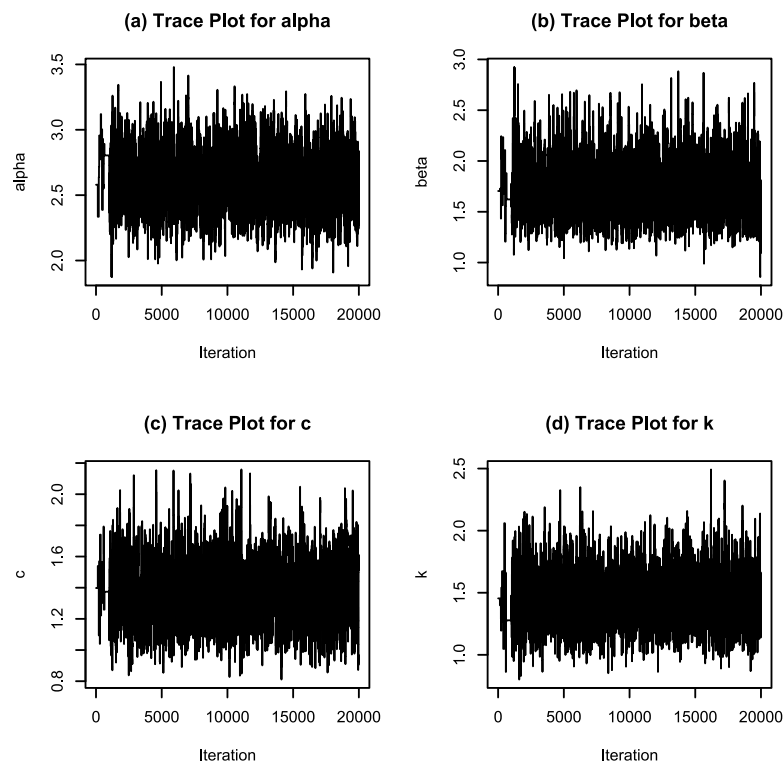 (a) Trace Plot for alpha
alpha
3.5
3.0
2.5
2.0
0 5000 10000 15000 20000
Iteration
(b) Trace Plot for beta
beta
3.0
2.5
2.0
1.5
1.0
0 5000 10000 15000 20000
Iteration
(c) Trace Plot for c
c
2.0
1.6
1.2
0.8
0 5000 10000 15000 20000
Iteration
(d) Trace Plot for k
k
2.5
2.0
1.5
1.0
0 5000 10000 15000 20000
Iteration